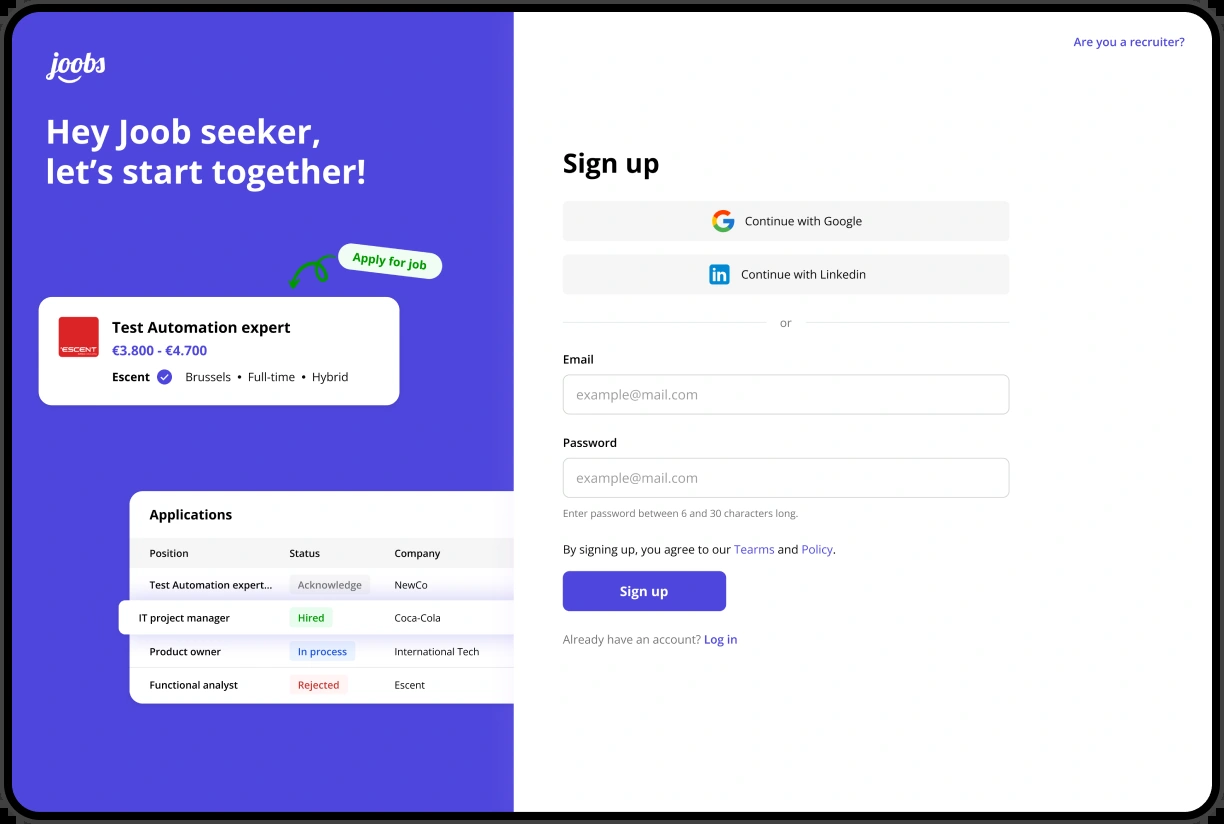 joobs
Hey Joob seeker,
let's start together!
Apply for job
ESCENT
Test Automation expert
€3.800 - €4.700
Escent Brussels • Full-time • Hybrid
Applications
Position Status Company
Test Automation expert... Acknowledge NewCo
IT project manager Hired Coca-Cola
Product owner In process International Tech
Functional analyst Rejected Escent
Are you a recruiter?
Sign up
Continue with Google
in Continue with Linkedin
or
Email
example@mail.com
Password
example@mail.com
Enter password between 6 and 30 characters long.
By signing up, you agree to our Tearms and Policy.
Sign up
Already have an account? Log in